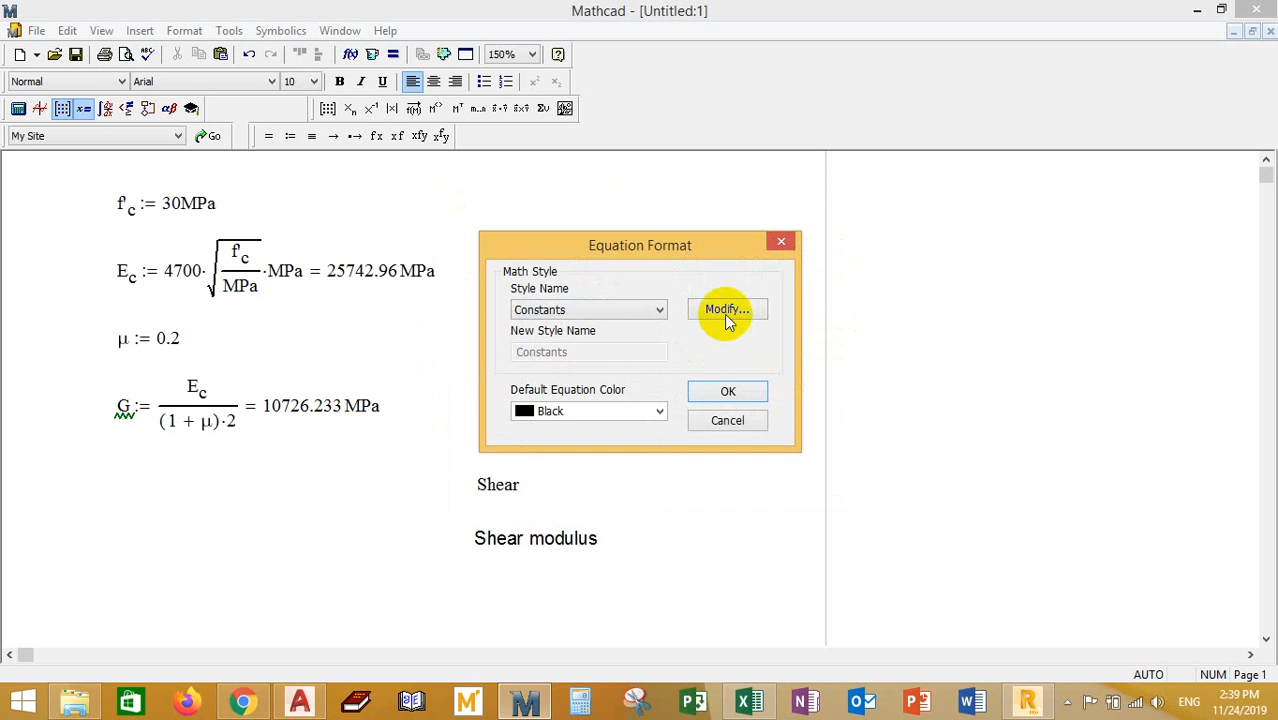 Mathcad - [Untitled:1]
File Edit View Insert Format Tools Symbolics Window Help
150%
Normal Arial 10 B I U
My Site Go
f'c := 30MPa
Ec := 4700·√(f'c/MPa)·MPa = 25742.96 MPa
μ := 0.2
G := Ec/((1 + μ)·2) = 10726.233 MPa
Equation Format
Math Style
Style Name
Constants Modify...
New Style Name
Constants
Default Equation Color OK
Black
Cancel
Shear
Shear modulus
AUTO NUM Page 1
ENG 2:39 PM
11/24/2019